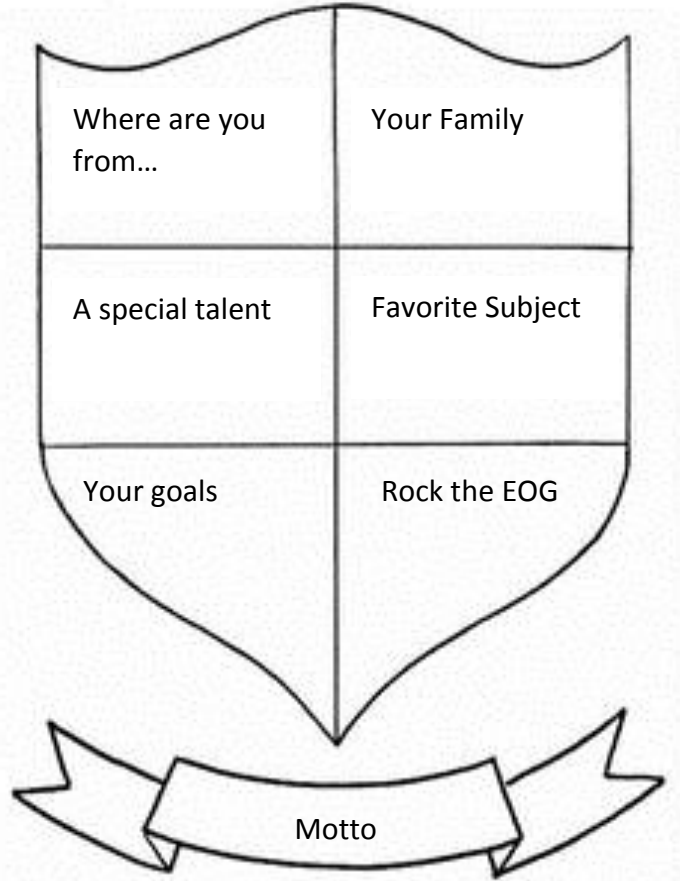 Where are you
from…
Your Family
A special talent
Favorite Subject
Your goals
Rock the EOG
Motto